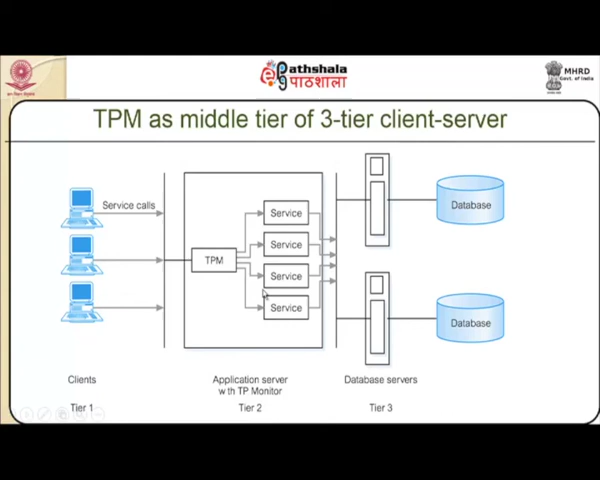 ePathshala
पाठशाला
MHRD
Govt. of India
TPM as middle tier of 3-tier client-server
Service calls
Service
Service
TPM
Service
Service
Database
Database
Clients
Application server
with TP Monitor
Database servers
Tier 1
Tier 2
Tier 3